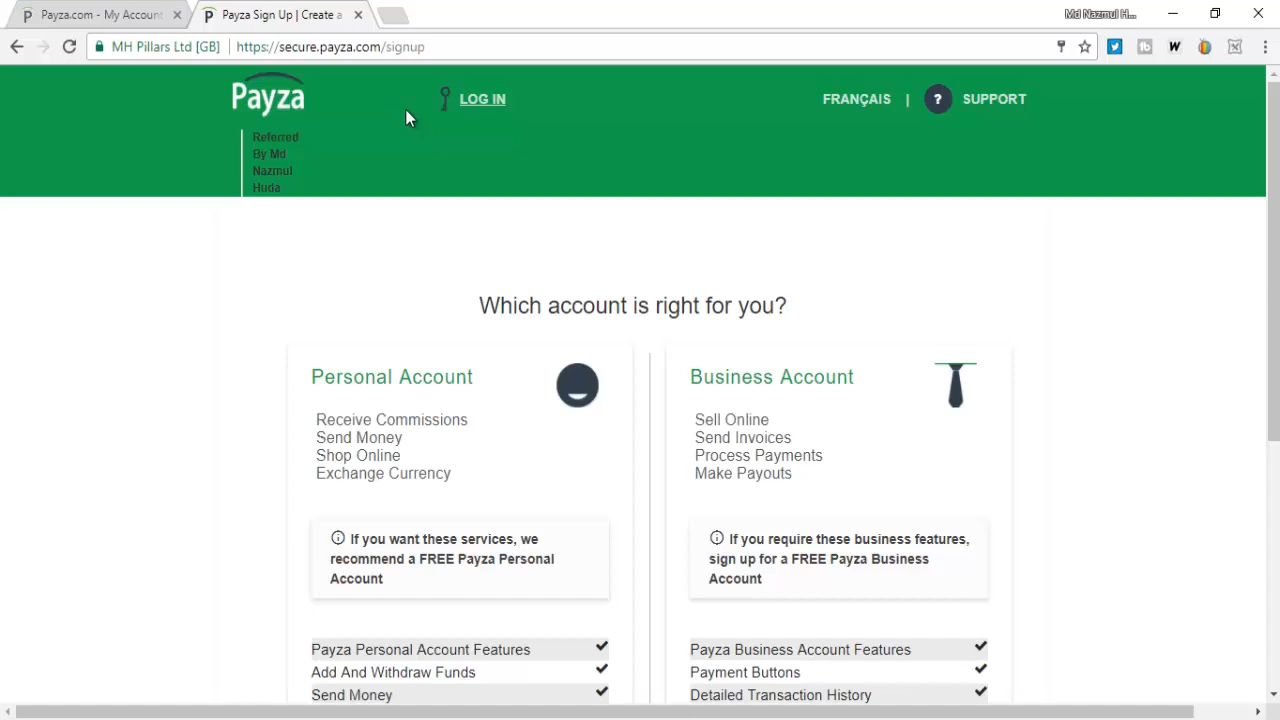 Payza.com - My Account
Payza Sign Up | Create a
Md Nazmul H...
MH Pillars Ltd [GB]
https://secure.payza.com/signup
Payza
LOG IN
FRANÇAIS | ? SUPPORT
Referred
By Md
Nazmul
Huda
Which account is right for you?
Personal Account
Receive Commissions
Send Money
Shop Online
Exchange Currency
If you want these services, we
recommend a FREE Payza Personal
Account
Payza Personal Account Features
Add And Withdraw Funds
Send Money
Business Account
Sell Online
Send Invoices
Process Payments
Make Payouts
If you require these business features,
sign up for a FREE Payza Business
Account
Payza Business Account Features
Payment Buttons
Detailed Transaction History